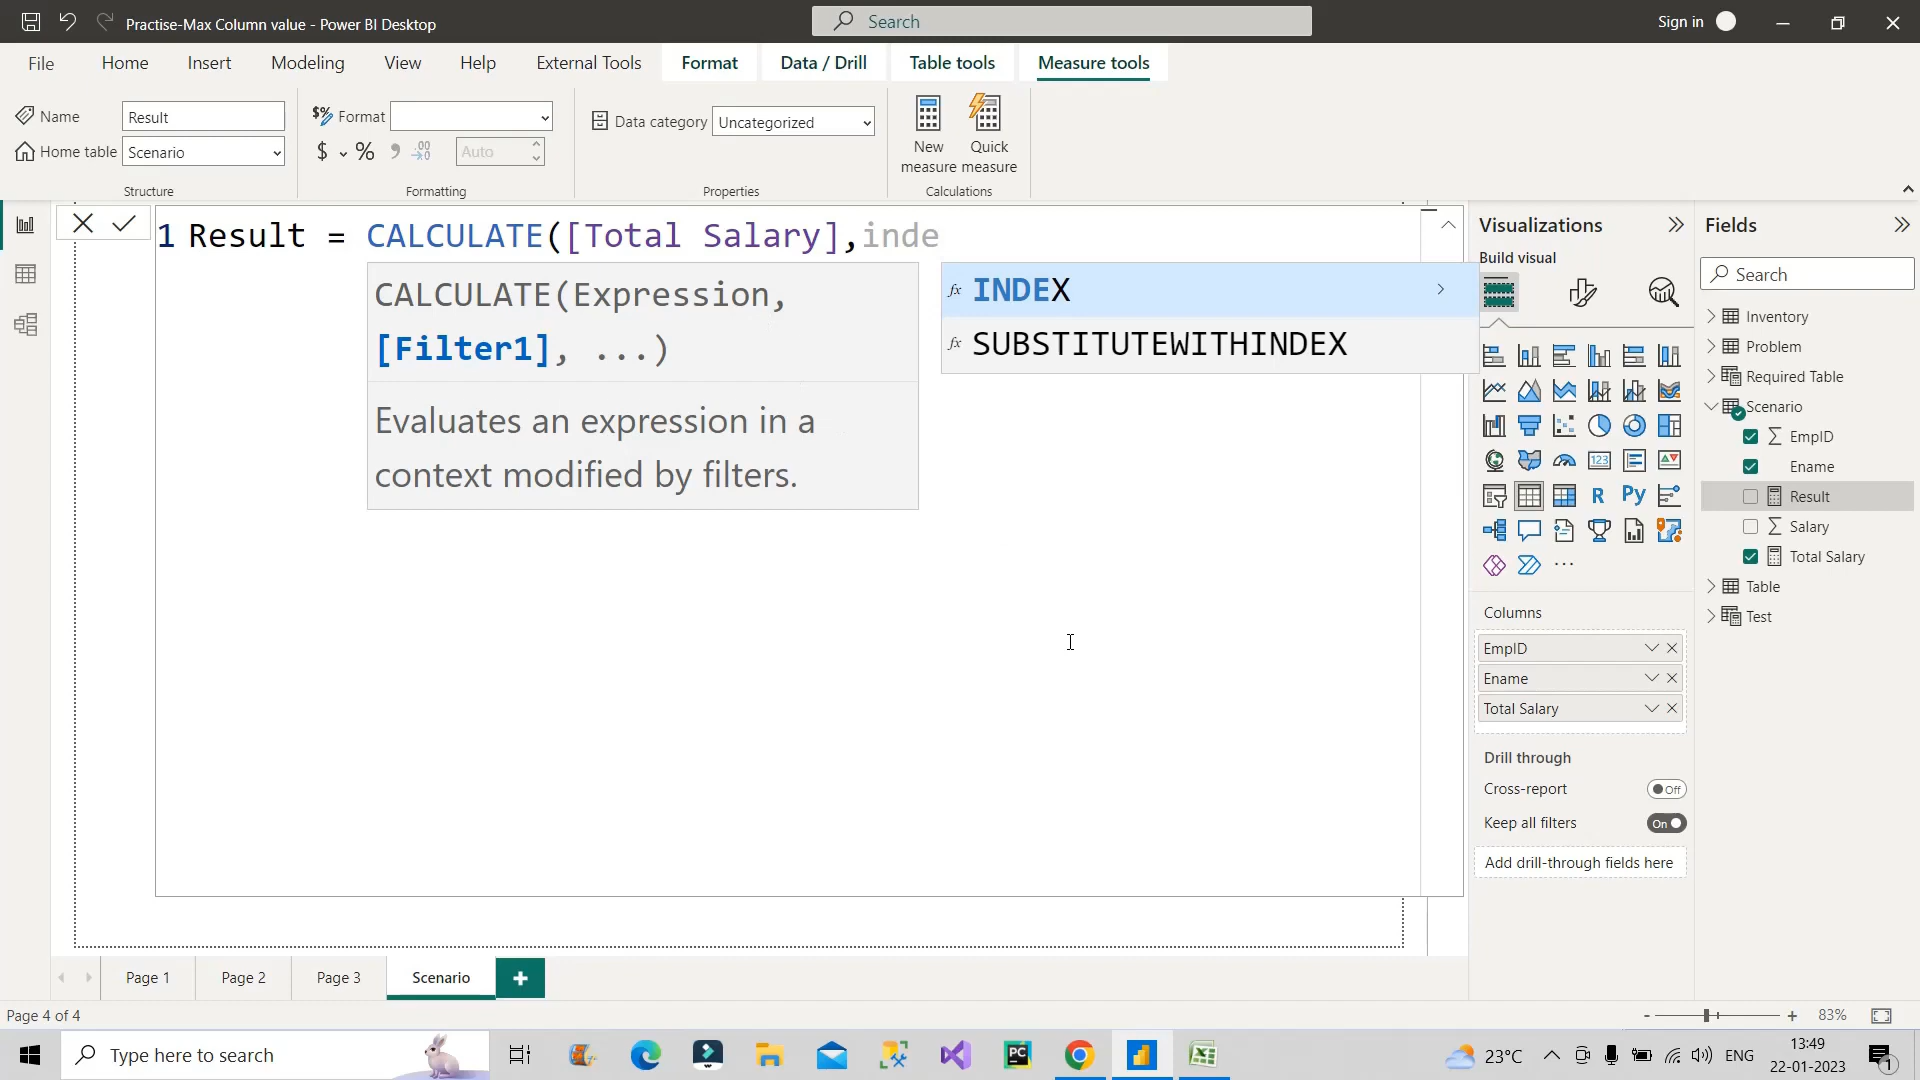 Practise-Max Column value - Power BI Desktop
Search
Sign in
File
Home
Insert
Modeling
View
Help
External Tools
Format
Data / Drill
Table tools
Measure tools
Name
Result
Home table
Scenario
Structure
Format
$
%
Auto
Formatting
Data category
Uncategorized
Properties
New
measure
Quick
measure
Calculations
1 Result = CALCULATE([Total Salary],inde
CALCULATE(Expression,
[Filter1], ...)
Evaluates an expression in a
context modified by filters.
fx INDEX
fx SUBSTITUTEWITHINDEX
Visualizations
Build visual
123
R
Py
Columns
EmpID
Ename
Total Salary
Drill through
Cross-report
Off
Keep all filters
On
Add drill-through fields here
Fields
Search
Inventory
Problem
Required Table
Scenario
EmpID
Ename
Result
Salary
Total Salary
Table
Test
Page 1
Page 2
Page 3
Scenario
Page 4 of 4
83%
Type here to search
PC
23°C
ENG
13:49
22-01-2023
1